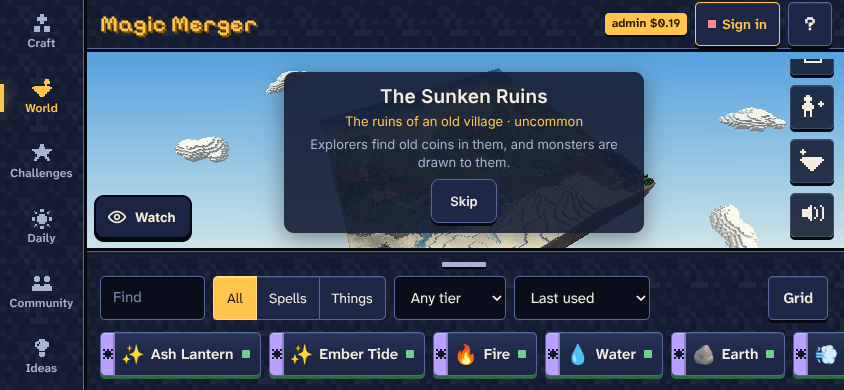 Craft
World
Challenges
Daily
Community
Ideas
Magic Merger
admin $0.19
Sign in
?
The Sunken Ruins
The ruins of an old village · uncommon
Explorers find old coins in them, and monsters are
drawn to them.
Skip
Watch
Find
All
Spells
Things
Any tier
Last used
Grid
Ash Lantern
Ember Tide
Fire
Water
Earth